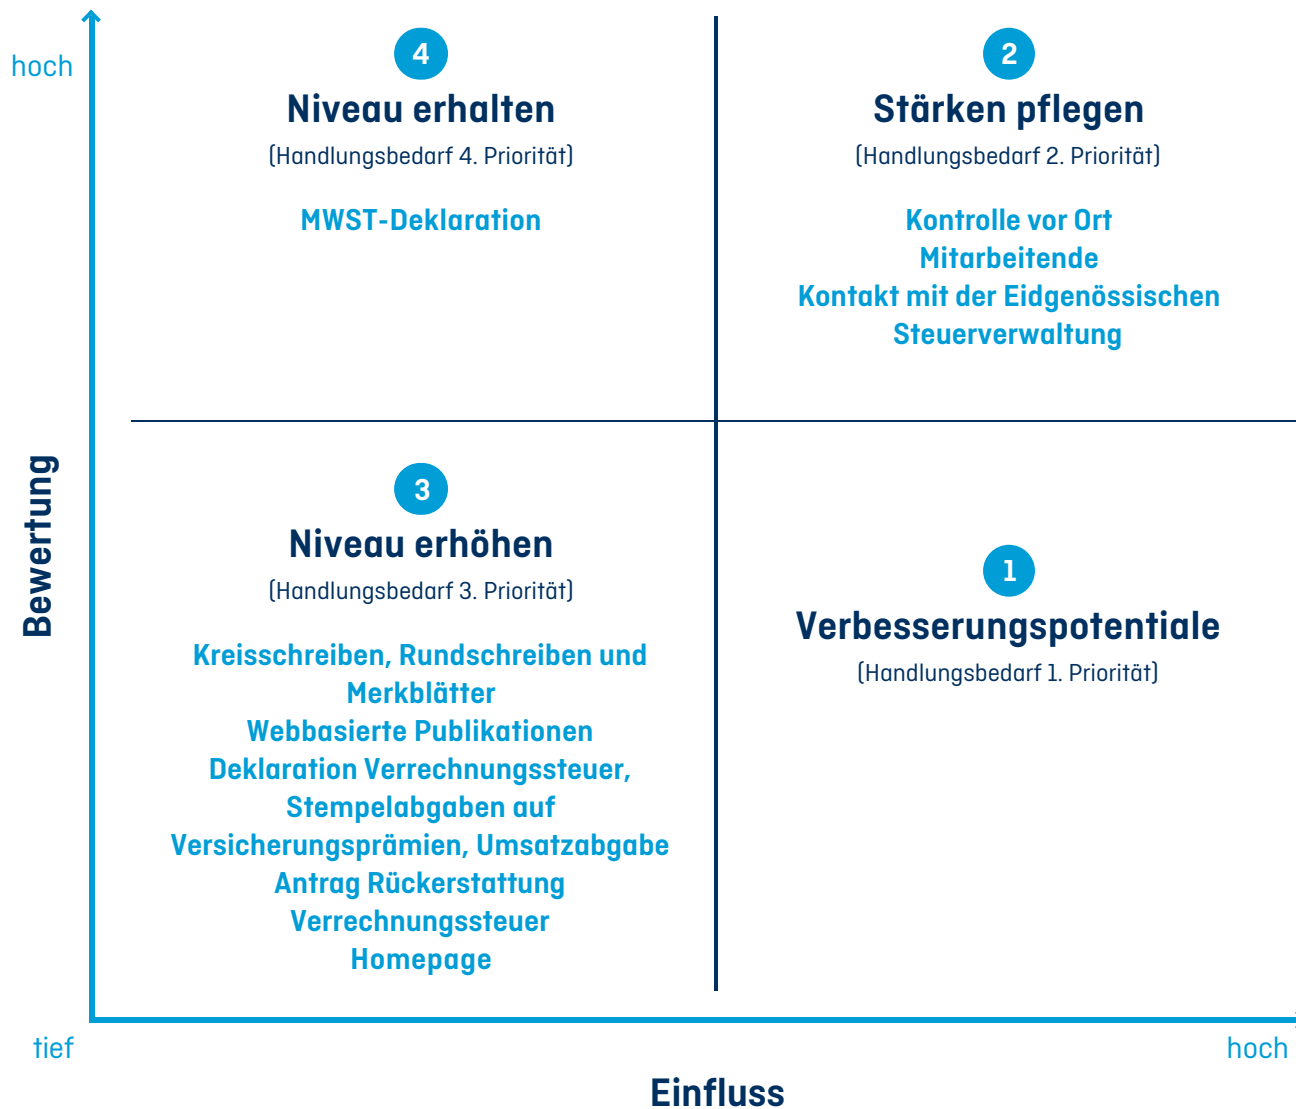 hoch
4
Niveau erhalten
(Handlungsbedarf 4. Priorität)
MWST-Deklaration
2
Stärken pflegen
(Handlungsbedarf 2. Priorität)
Kontrolle vor Ort
Mitarbeitende
Kontakt mit der Eidgenössischen
Steuerverwaltung
Bewertung
3
Niveau erhöhen
(Handlungsbedarf 3. Priorität)
Kreisschreiben, Rundschreiben und
Merkblätter
Webbasierte Publikationen
Deklaration Verrechnungssteuer,
Stempelabgaben auf
Versicherungsprämien, Umsatzabgabe
Antrag Rückerstattung
Verrechnungssteuer
Homepage
1
Verbesserungspotentiale
(Handlungsbedarf 1. Priorität)
tief
hoch
Einfluss